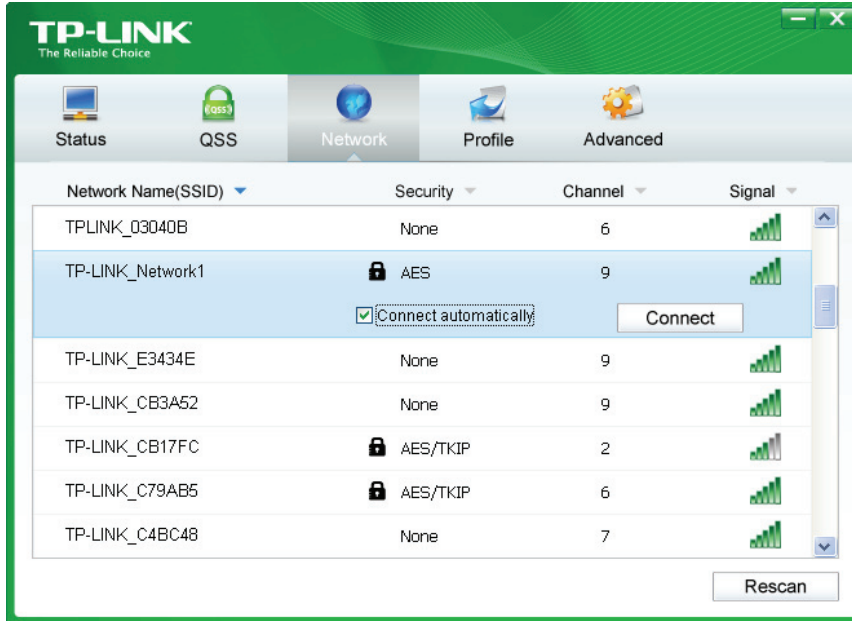 TP-LINK
The Reliable Choice
Status QSS Network Profile Advanced
Network Name(SSID) Security Channel Signal
TPLINK_03040B None 6
TP-LINK_Network1 AES 9
Connect automatically Connect
TP-LINK_E3434E None 9
TP-LINK_CB3A52 None 9
TP-LINK_CB17FC AES/TKIP 2
TP-LINK_C79AB5 AES/TKIP 6
TP-LINK_C4BC48 None 7
Rescan